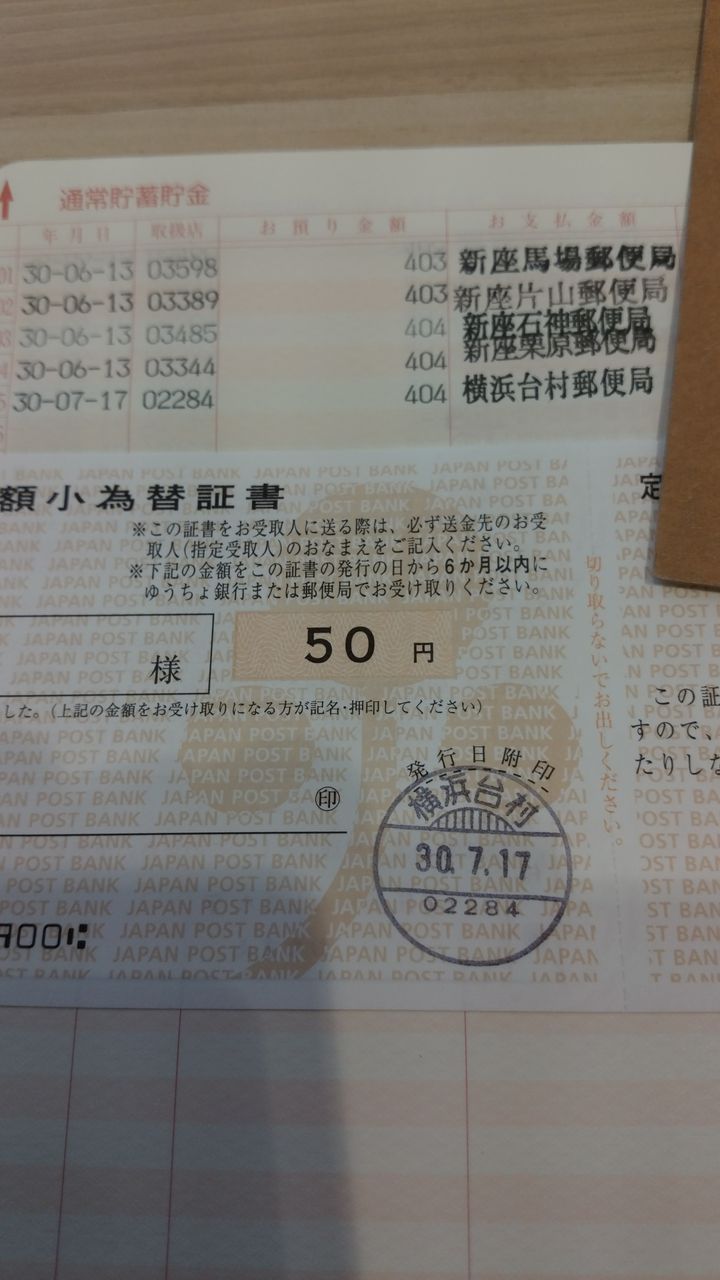 通常貯蓄貯金
年月日 取扱店 お預り金額 お支払金額
01 30-06-13 03598 403 新座馬場郵便局
02 30-06-13 03389 403 新座片山郵便局
03 30-06-13 03485 404 新座石神郵便局
4 30-06-13 03344 404 新座栗原郵便局
5 30-07-17 02284 404 横浜台村郵便局
6
額小為替証書
※この証書をお受取人に送る際は、必ず送金先のお受
取人(指定受取人)のおなまえをご記入ください。
※下記の金額をこの証書の発行の日から6か月以内に
ゆうちょ銀行または郵便局でお受け取りください。
様
50 円
した。(上記の金額をお受け取りになる方が記名・押印してください)
印
発行日附印
横浜台村
30.7.17
02284
切り取らないでお出しください。
定
この証
すので、
たりしな
JAPAN POST BANK